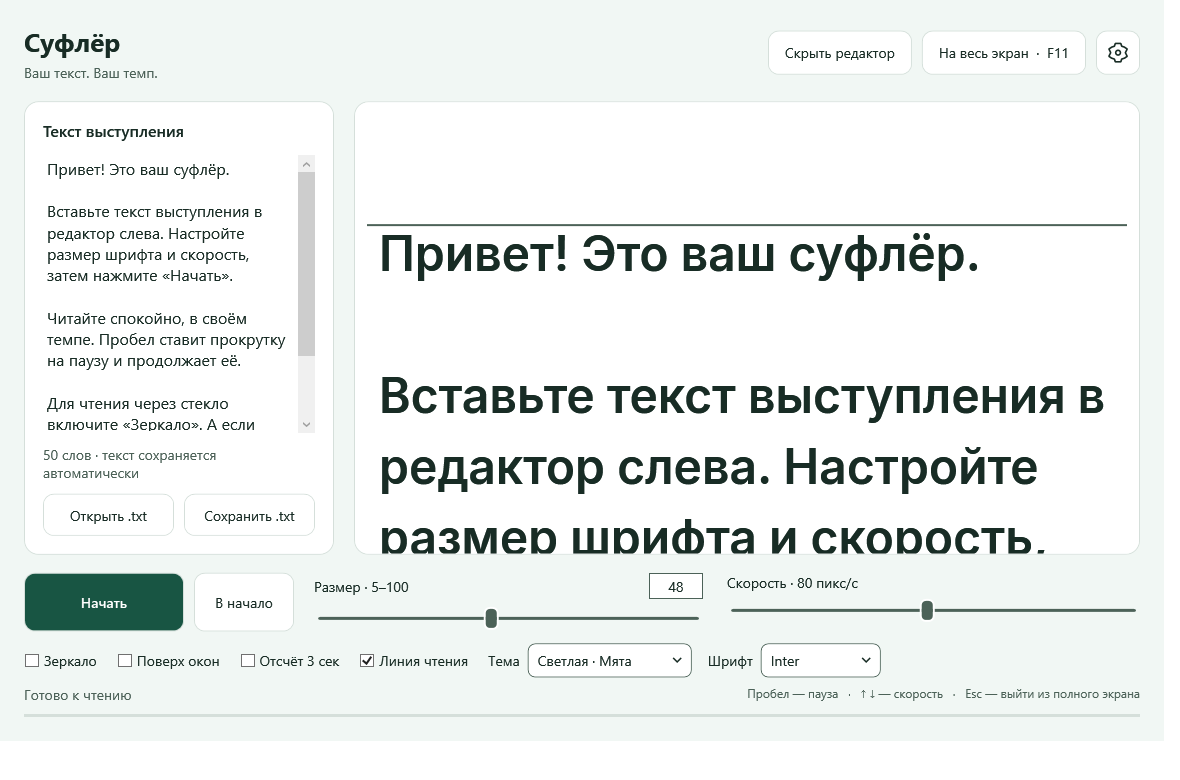 Суфлёр
Ваш текст. Ваш темп.
Скрыть редактор
На весь экран · F11
Текст выступления
Привет! Это ваш суфлёр.
Вставьте текст выступления в
редактор слева. Настройте
размер шрифта и скорость,
затем нажмите «Начать».
Читайте спокойно, в своём
темпе. Пробел ставит прокрутку
на паузу и продолжает её.
Для чтения через стекло
включите «Зеркало». А если
50 слов · текст сохраняется
автоматически
Открыть .txt
Сохранить .txt
Привет! Это ваш суфлёр.
Вставьте текст выступления в
редактор слева. Настройте
размер шрифта и скорость,
Начать
В начало
Размер · 5–100
48
Скорость · 80 пикс/с
Зеркало
Поверх окон
Отсчёт 3 сек
Линия чтения
Тема
Светлая · Мята
Шрифт
Inter
Готово к чтению
Пробел — пауза · ↑↓ — скорость · Esc — выйти из полного экрана